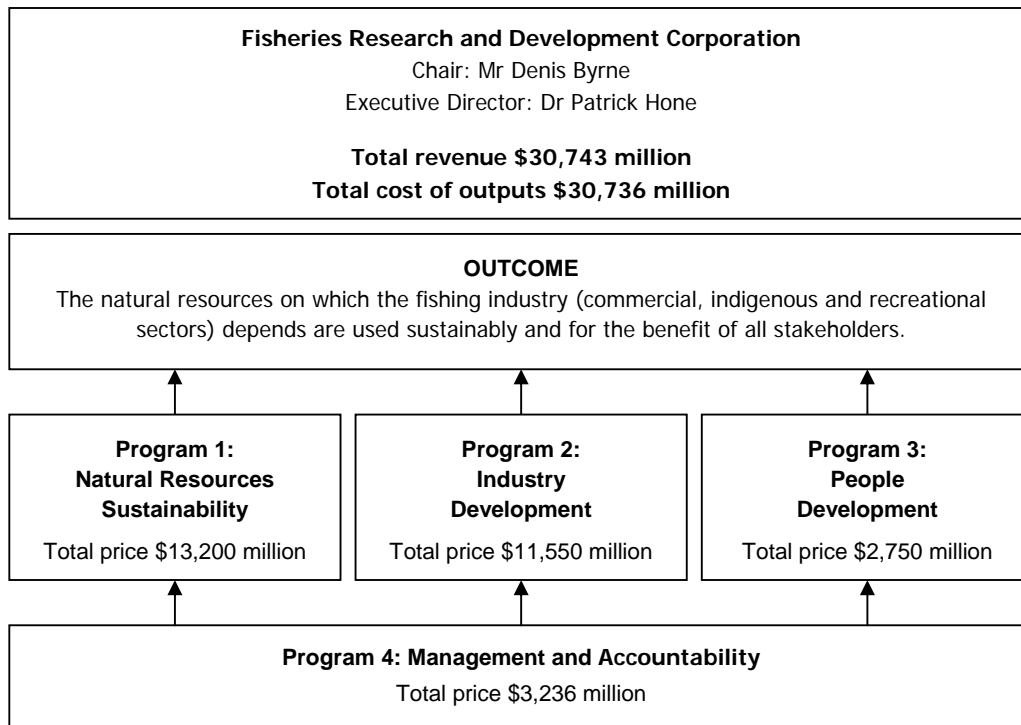 Fisheries Research and Development Corporation
Chair: Mr Denis Byrne
Executive Director: Dr Patrick Hone
Total revenue $30,743 million
Total cost of outputs $30,736 million
OUTCOME
The natural resources on which the fishing industry (commercial, indigenous and recreational
sectors) depends are used sustainably and for the benefit of all stakeholders.
Program 1:
Natural Resources
Sustainability
Total price $13,200 million
Program 2:
Industry
Development
Total price $11,550 million
Program 3:
People
Development
Total price $2,750 million
Program 4: Management and Accountability
Total price $3,236 million